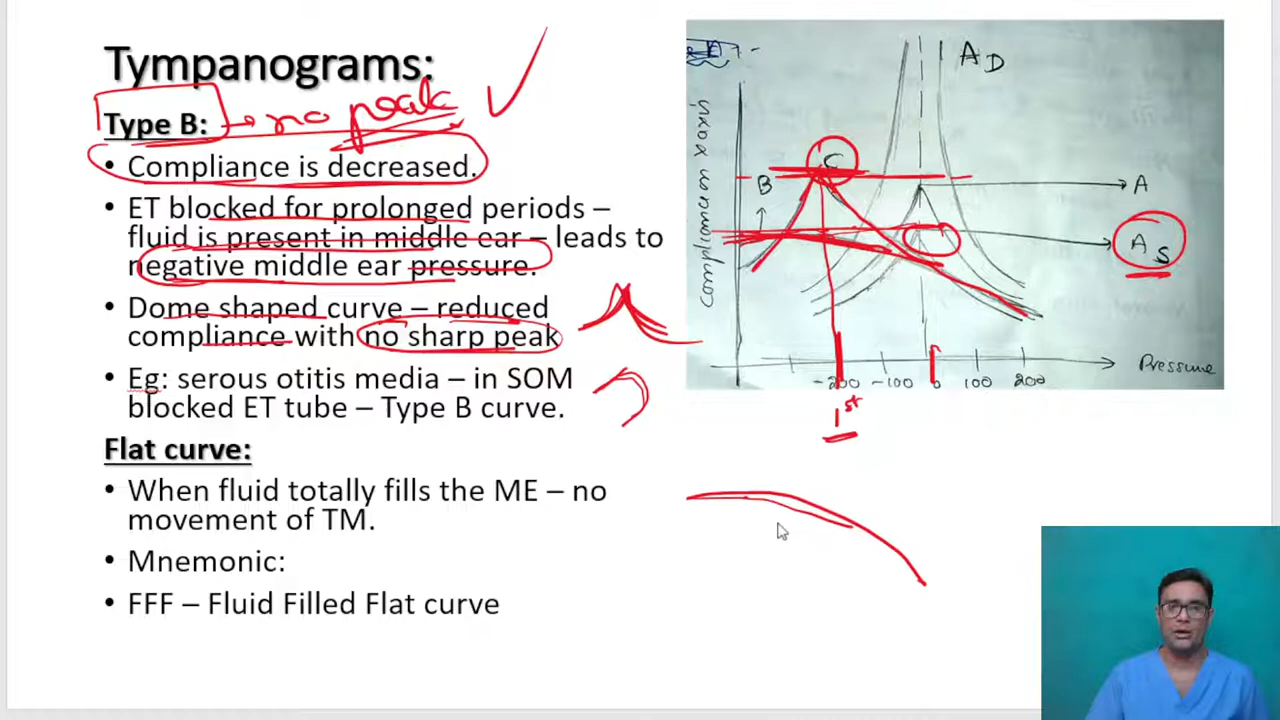 Tympanograms:
Type B: → no peak
• Compliance is decreased.
• ET blocked for prolonged periods –
fluid is present in middle ear – leads to
negative middle ear pressure.
• Dome shaped curve – reduced
compliance with no sharp peak
• Eg: serous otitis media – in SOM
blocked ET tube – Type B curve.
Flat curve:
• When fluid totally fills the ME – no
movement of TM.
• Mnemonic:
• FFF – Fluid Filled Flat curve
AD
C
B
A
AS
Pressure
-200 -100 0 100 200
1st